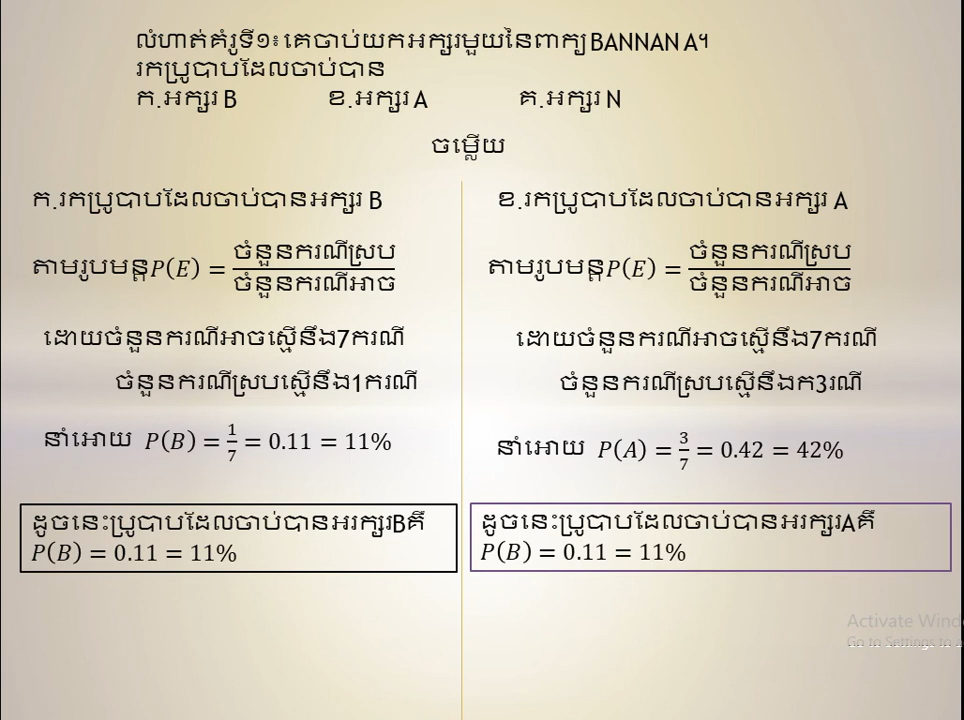 លំហាត់គំរូទី១៖ គេចាប់យកអក្សរមួយនៃពាក្យ BANNAN A។
រកប្រូបាបដែលចាប់បាន
ក.អក្សរ B ខ.អក្សរ A គ.អក្សរ N
ចម្លើយ
ក.រកប្រូបាបដែលចាប់បានអក្សរ B
តាមរូបមន្ត P(E) = ចំនួនករណីស្រប / ចំនួនករណីអាច
ដោយចំនួនករណីអាចស្មើនឹង7ករណី
ចំនួនករណីស្របស្មើនឹង1ករណី
នាំអោយ P(B) = 1/7 = 0.11 = 11%
ដូចនេះប្រូបាបដែលចាប់បានអរក្សរBគឺ
P(B) = 0.11 = 11%
ខ.រកប្រូបាបដែលចាប់បានអក្សរ A
តាមរូបមន្ត P(E) = ចំនួនករណីស្រប / ចំនួនករណីអាច
ដោយចំនួនករណីអាចស្មើនឹង7ករណី
ចំនួនករណីស្របស្មើនឹងក3រណី
នាំអោយ P(A) = 3/7 = 0.42 = 42%
ដូចនេះប្រូបាបដែលចាប់បានអរក្សរAគឺ
P(B) = 0.11 = 11%
Activate Wind
Go to Settings to a